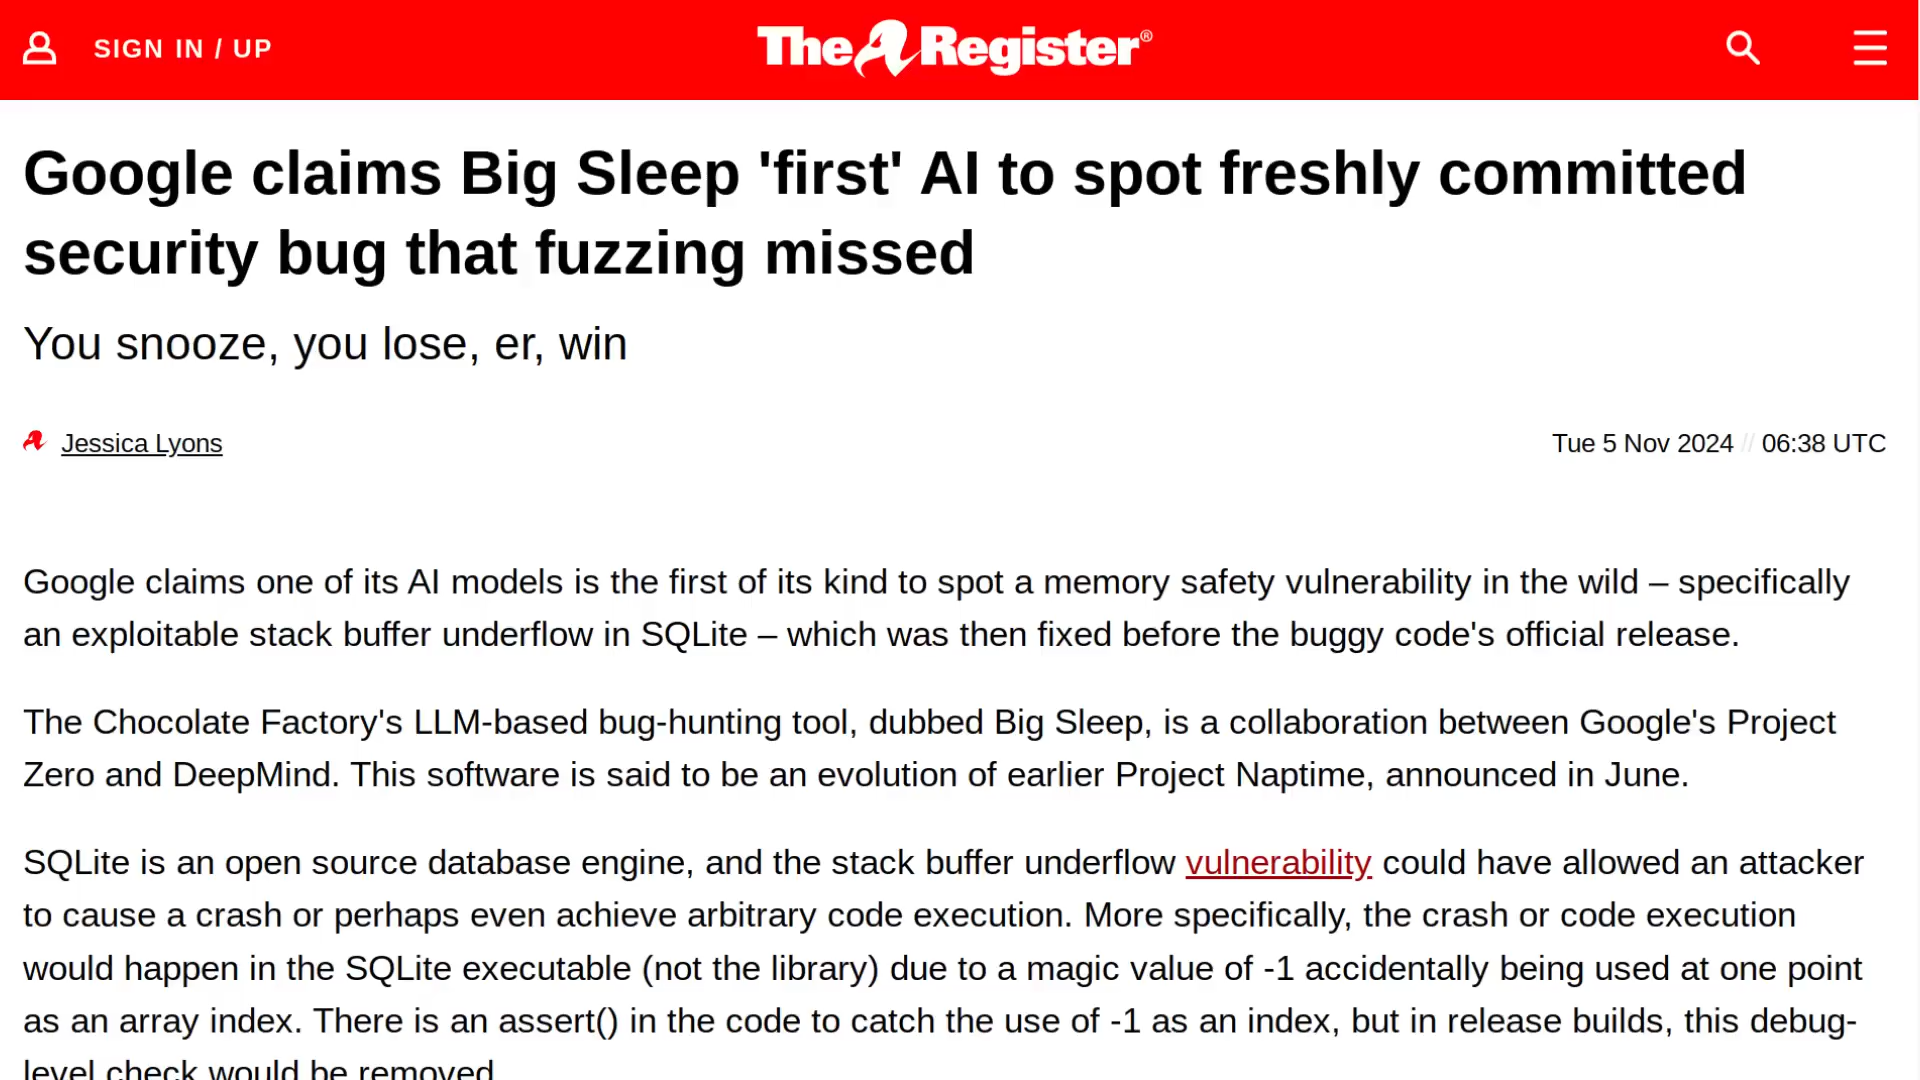 SIGN IN / UP
The Register®
Google claims Big Sleep 'first' AI to spot freshly committed
security bug that fuzzing missed
You snooze, you lose, er, win
Jessica Lyons
Tue 5 Nov 2024 // 06:38 UTC
Google claims one of its AI models is the first of its kind to spot a memory safety vulnerability in the wild – specifically
an exploitable stack buffer underflow in SQLite – which was then fixed before the buggy code's official release.
The Chocolate Factory's LLM-based bug-hunting tool, dubbed Big Sleep, is a collaboration between Google's Project
Zero and DeepMind. This software is said to be an evolution of earlier Project Naptime, announced in June.
SQLite is an open source database engine, and the stack buffer underflow vulnerability could have allowed an attacker
to cause a crash or perhaps even achieve arbitrary code execution. More specifically, the crash or code execution
would happen in the SQLite executable (not the library) due to a magic value of -1 accidentally being used at one point
as an array index. There is an assert() in the code to catch the use of -1 as an index, but in release builds, this debug-
level check would be removed.